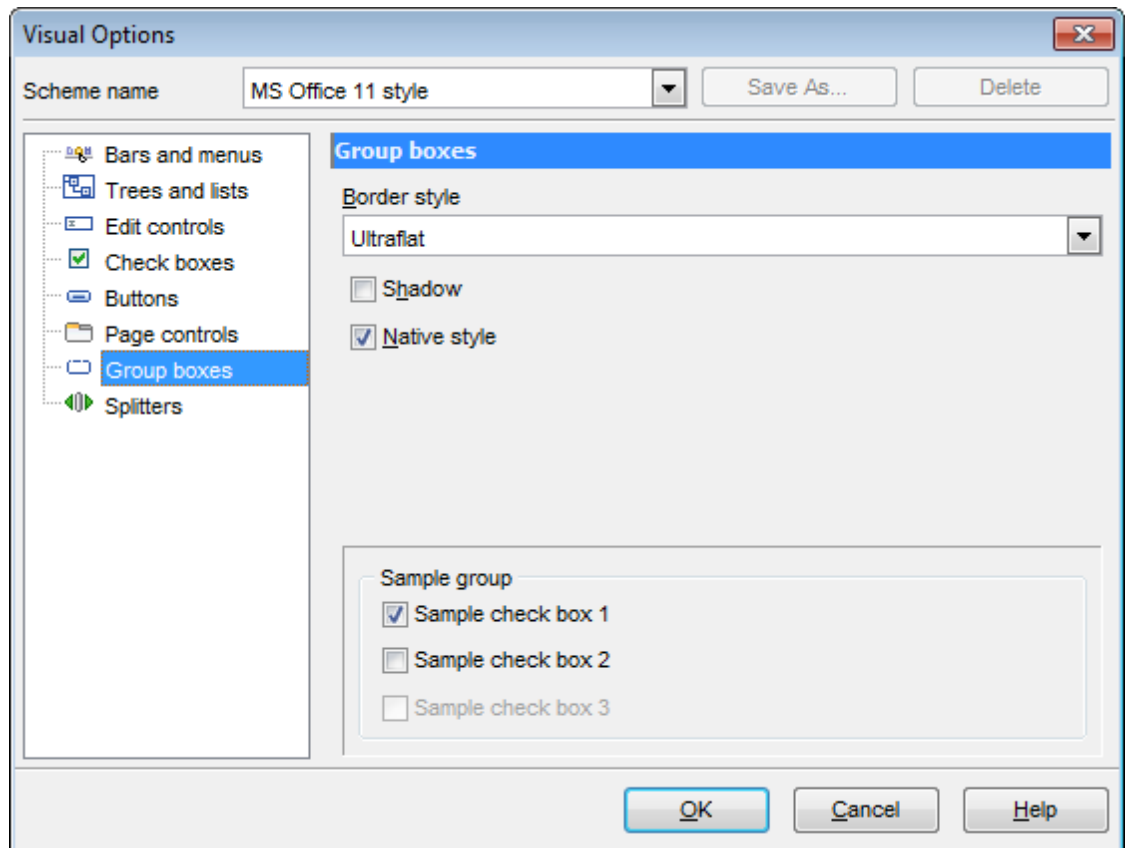 Visual Options
Scheme name MS Office 11 style Save As... Delete
Bars and menus
Trees and lists
Edit controls
Check boxes
Buttons
Page controls
Group boxes
Splitters
Group boxes
Border style
Ultraflat
Shadow
Native style
Sample group
Sample check box 1
Sample check box 2
Sample check box 3
OK Cancel Help